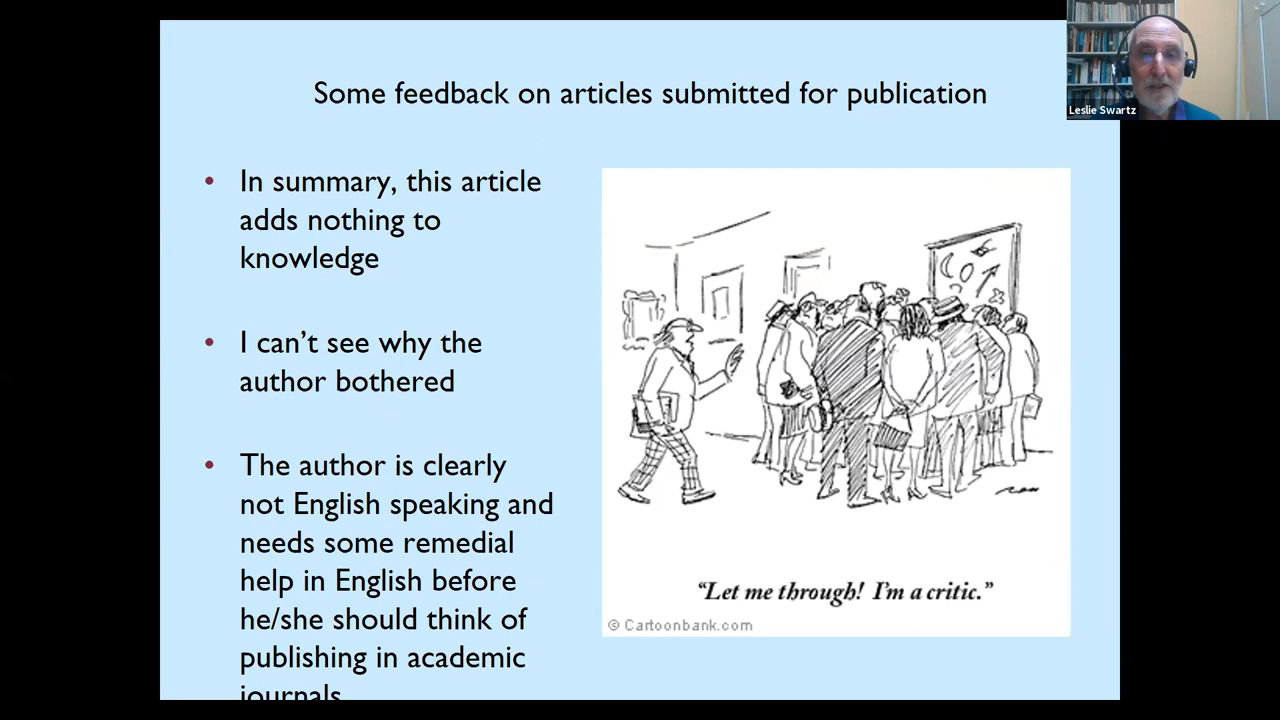 Some feedback on articles submitted for publication
Leslie Swartz
• In summary, this article
adds nothing to
knowledge
• I can’t see why the
author bothered
• The author is clearly
not English speaking and
needs some remedial
help in English before
he/she should think of
publishing in academic
journals
“Let me through! I’m a critic.”
© Cartoonbank.com